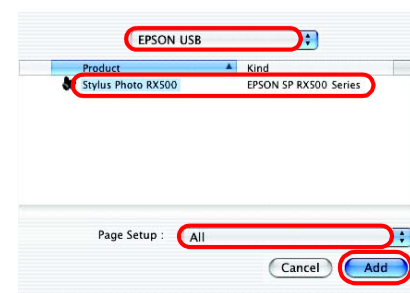 EPSON USB
Product Kind
Stylus Photo RX500 EPSON SP RX500 Series
Page Setup : All
Cancel Add